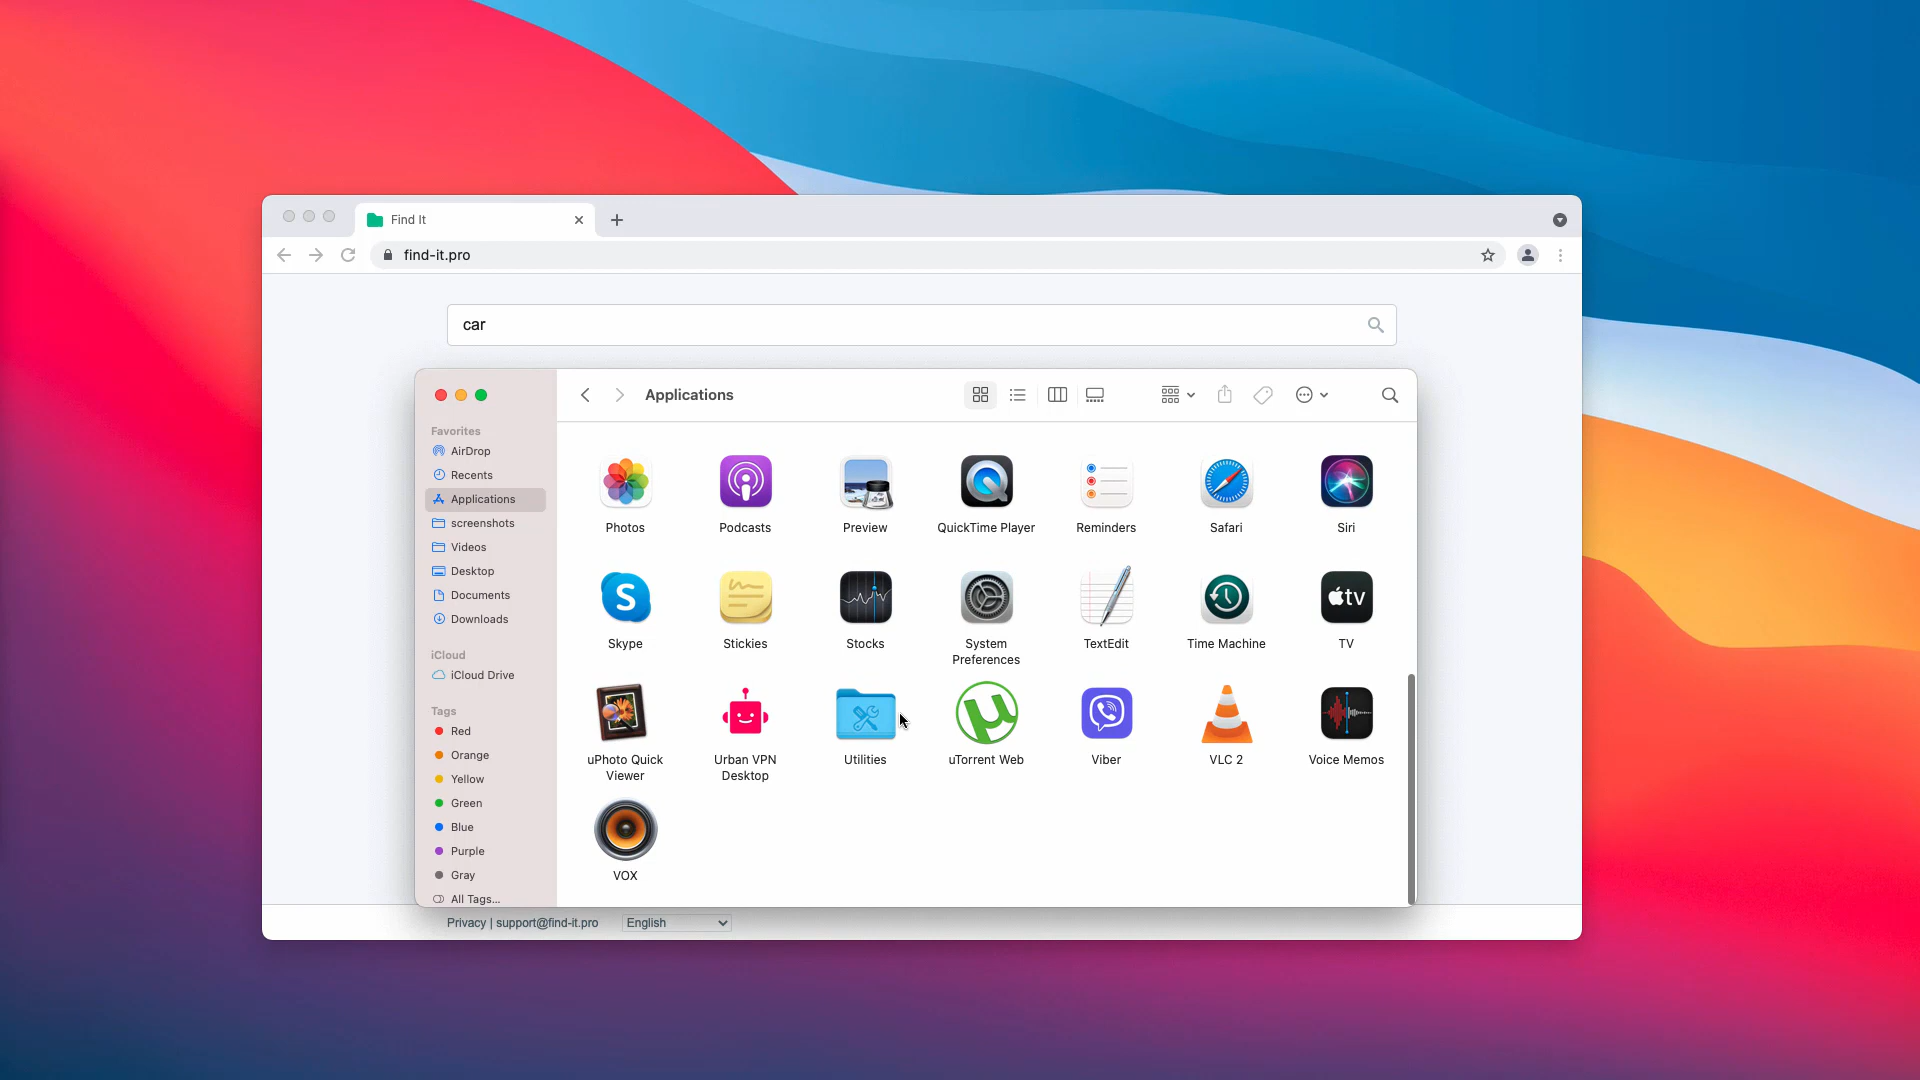 Find It
find-it.pro
car
Applications
Favorites
AirDrop
Recents
Applications
screenshots
Videos
Desktop
Documents
Downloads
iCloud
iCloud Drive
Tags
Red
Orange
Yellow
Green
Blue
Purple
Gray
All Tags...
Photos
Podcasts
Preview
QuickTime Player
Reminders
Safari
Siri
Skype
Stickies
Stocks
System
Preferences
TextEdit
Time Machine
tv
TV
uPhoto Quick
Viewer
Urban VPN
Desktop
Utilities
uTorrent Web
Viber
VLC 2
Voice Memos
VOX
Privacy | support@find-it.pro
English